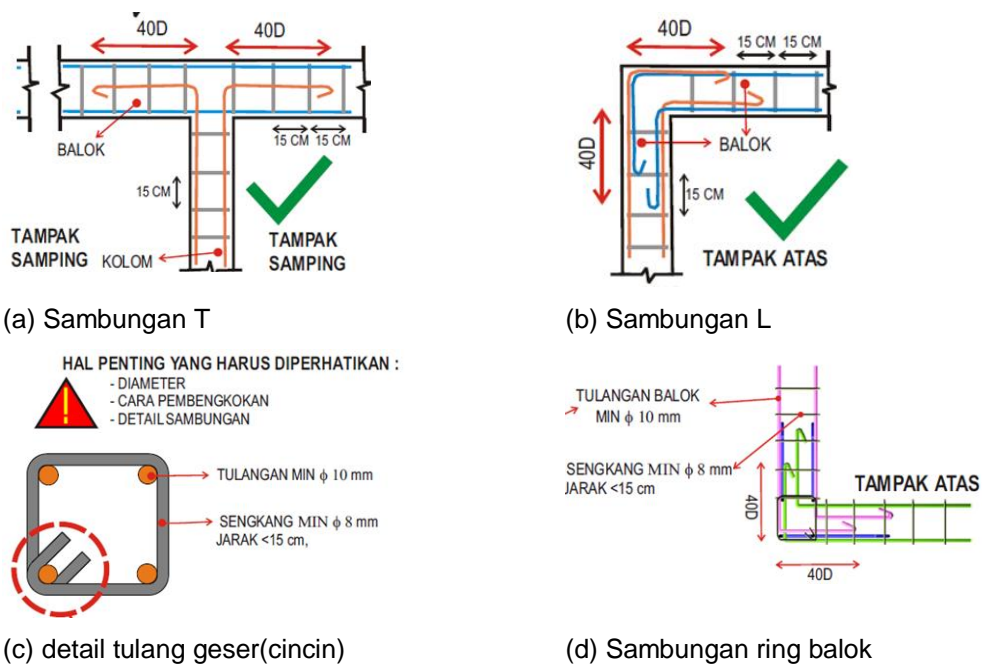 40D
40D
BALOK
15 CM
15 CM
15 CM
TAMPAK
SAMPING
KOLOM
TAMPAK
SAMPING
(a) Sambungan T
40D
15 CM
15 CM
40D
BALOK
15 CM
TAMPAK ATAS
(b) Sambungan L
HAL PENTING YANG HARUS DIPERHATIKAN :
- DIAMETER
- CARA PEMBENGKOKAN
- DETAIL SAMBUNGAN
TULANGAN MIN ϕ 10 mm
SENGKANG MIN ϕ 8 mm
JARAK <15 cm,
(c) detail tulang geser(cincin)
TULANGAN BALOK
MIN ϕ 10 mm
SENGKANG MIN ϕ 8 mm
JARAK <15 cm
40D
TAMPAK ATAS
40D
(d) Sambungan ring balok